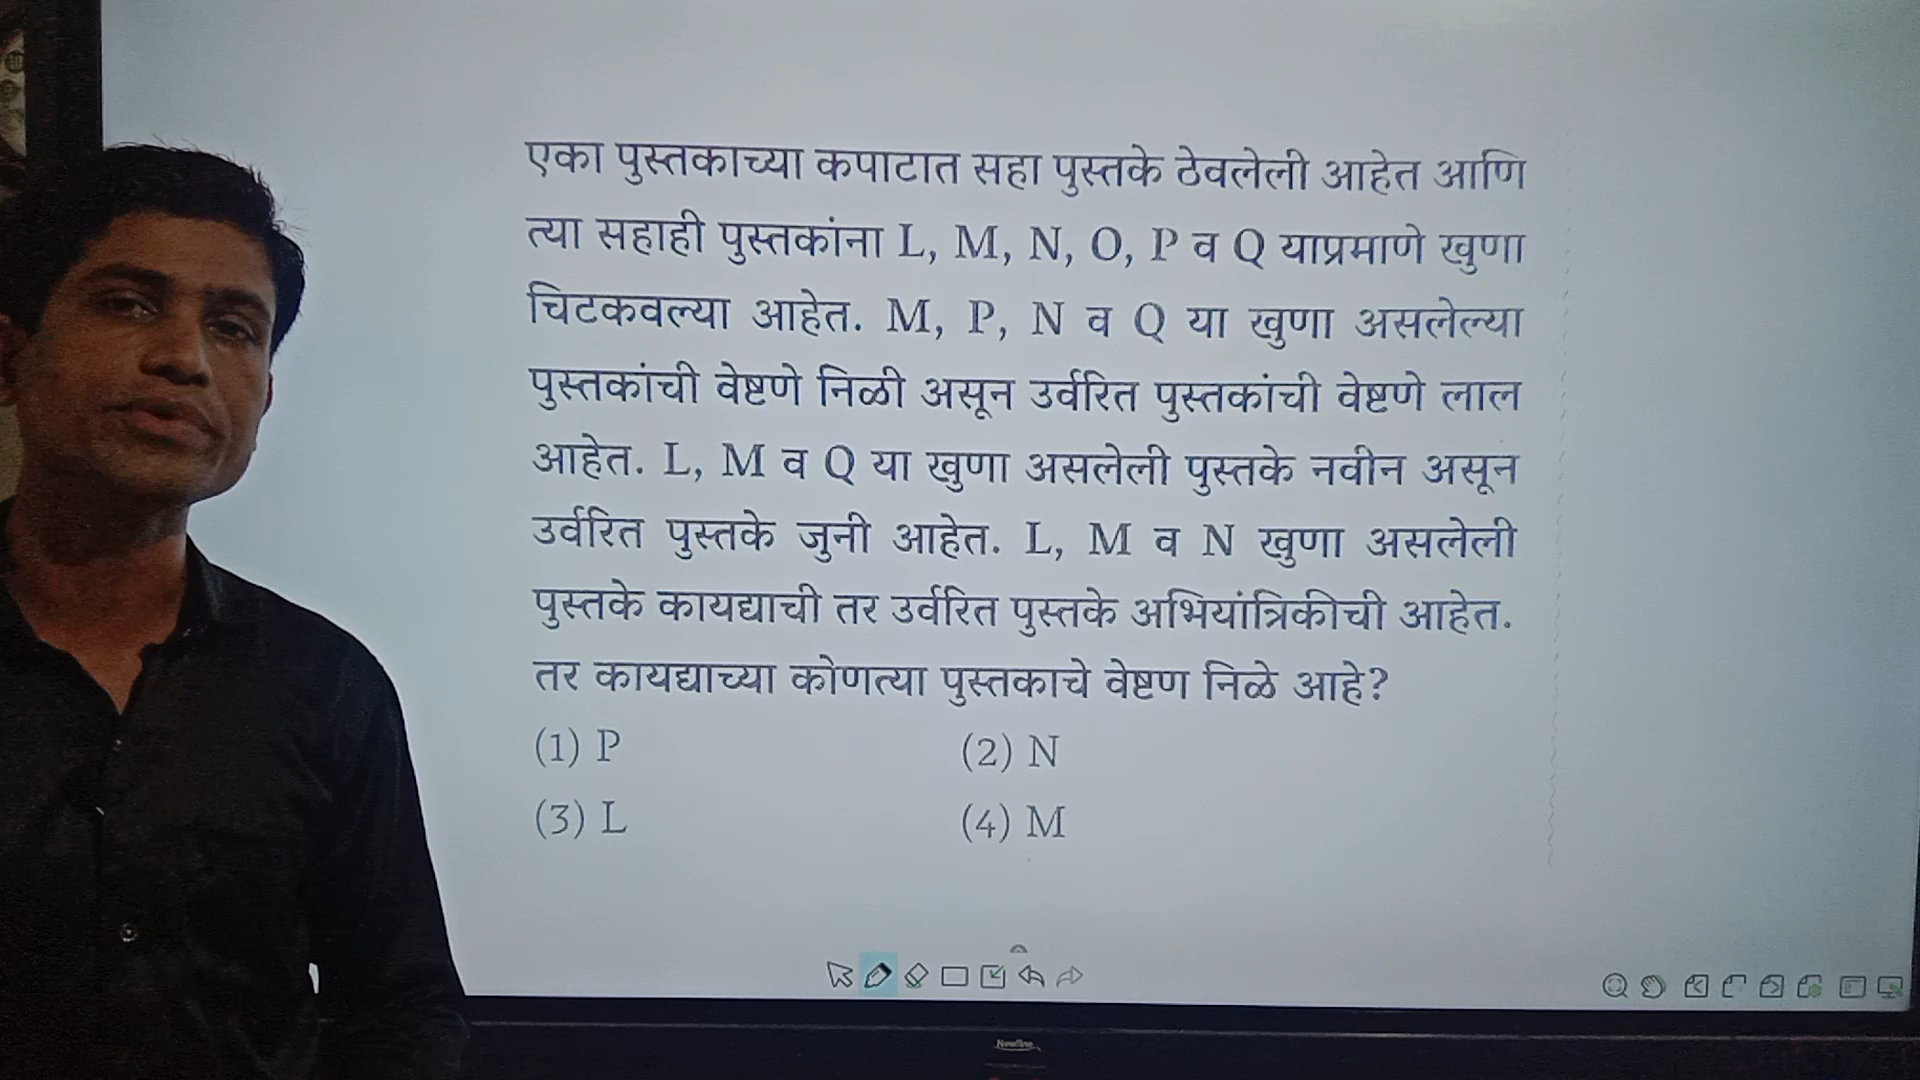 एका पुस्तकाच्या कपाटात सहा पुस्तके ठेवलेली आहेत आणि
त्या सहाही पुस्तकांना L, M, N, O, P व Q याप्रमाणे खुणा
चिटकवल्या आहेत. M, P, N व Q या खुणा असलेल्या
पुस्तकांची वेष्टणे निळी असून उर्वरित पुस्तकांची वेष्टणे लाल
आहेत. L, M व Q या खुणा असलेली पुस्तके नवीन असून
उर्वरित पुस्तके जुनी आहेत. L, M व N खुणा असलेली
पुस्तके कायद्याची तर उर्वरित पुस्तके अभियांत्रिकीची आहेत.
तर कायद्याच्या कोणत्या पुस्तकाचे वेष्टण निळे आहे?
(1) P (2) N
(3) L (4) M
Newline